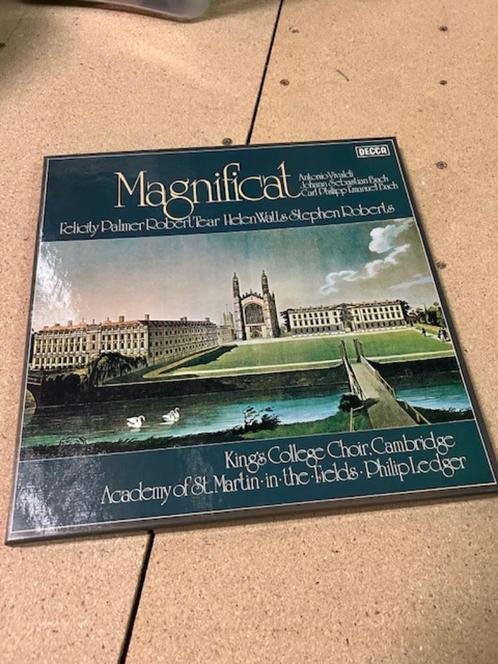 DECCA
Magnificat
Antonio Vivaldi
Johann Sebastian Bach
Carl Philipp Emanuel Bach
Felicity Palmer Robert Tear Helen Watts Stephen Roberts
King's College Choir, Cambridge
Academy of St. Martin-in-the-Fields · Philip Ledger